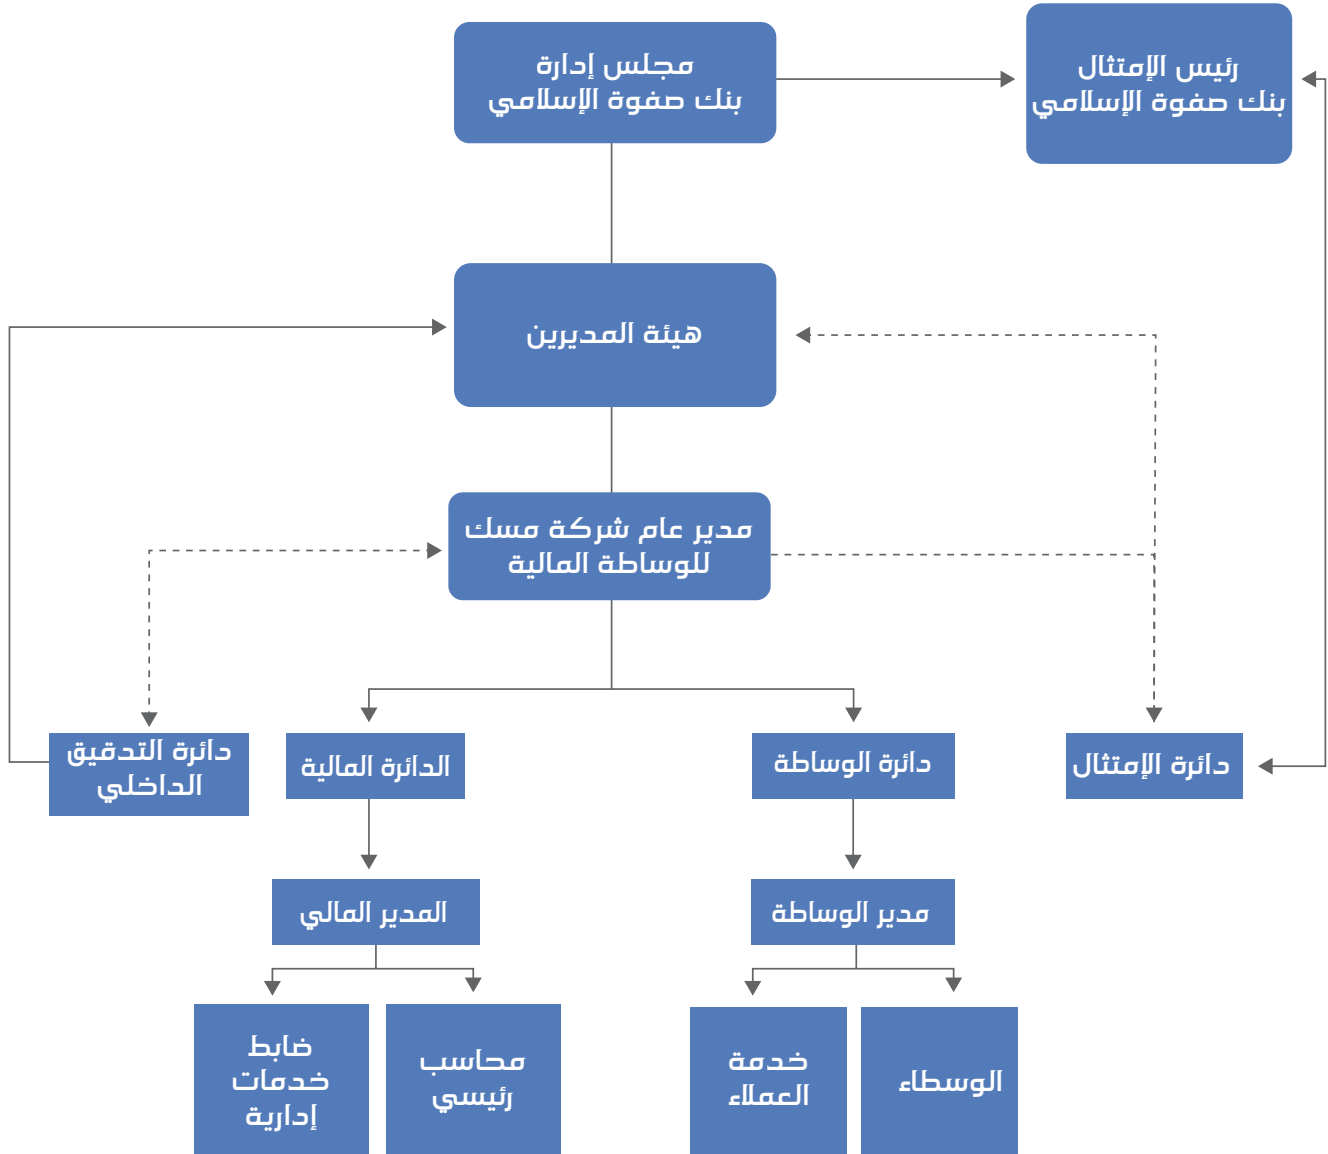 رئيس الإمتثال
بنك صفوة الإسلامي
مجلس إدارة
بنك صفوة الإسلامي
هيئة المديرين
مدير عام شركة مسك
للوساطة المالية
دائرة الإمتثال
دائرة الوساطة
الدائرة المالية
دائرة التدقيق
الداخلي
مدير الوساطة
المدير المالي
الوسطاء
خدمة
العملاء
محاسب
رئيسي
ضابط
خدمات
إدارية